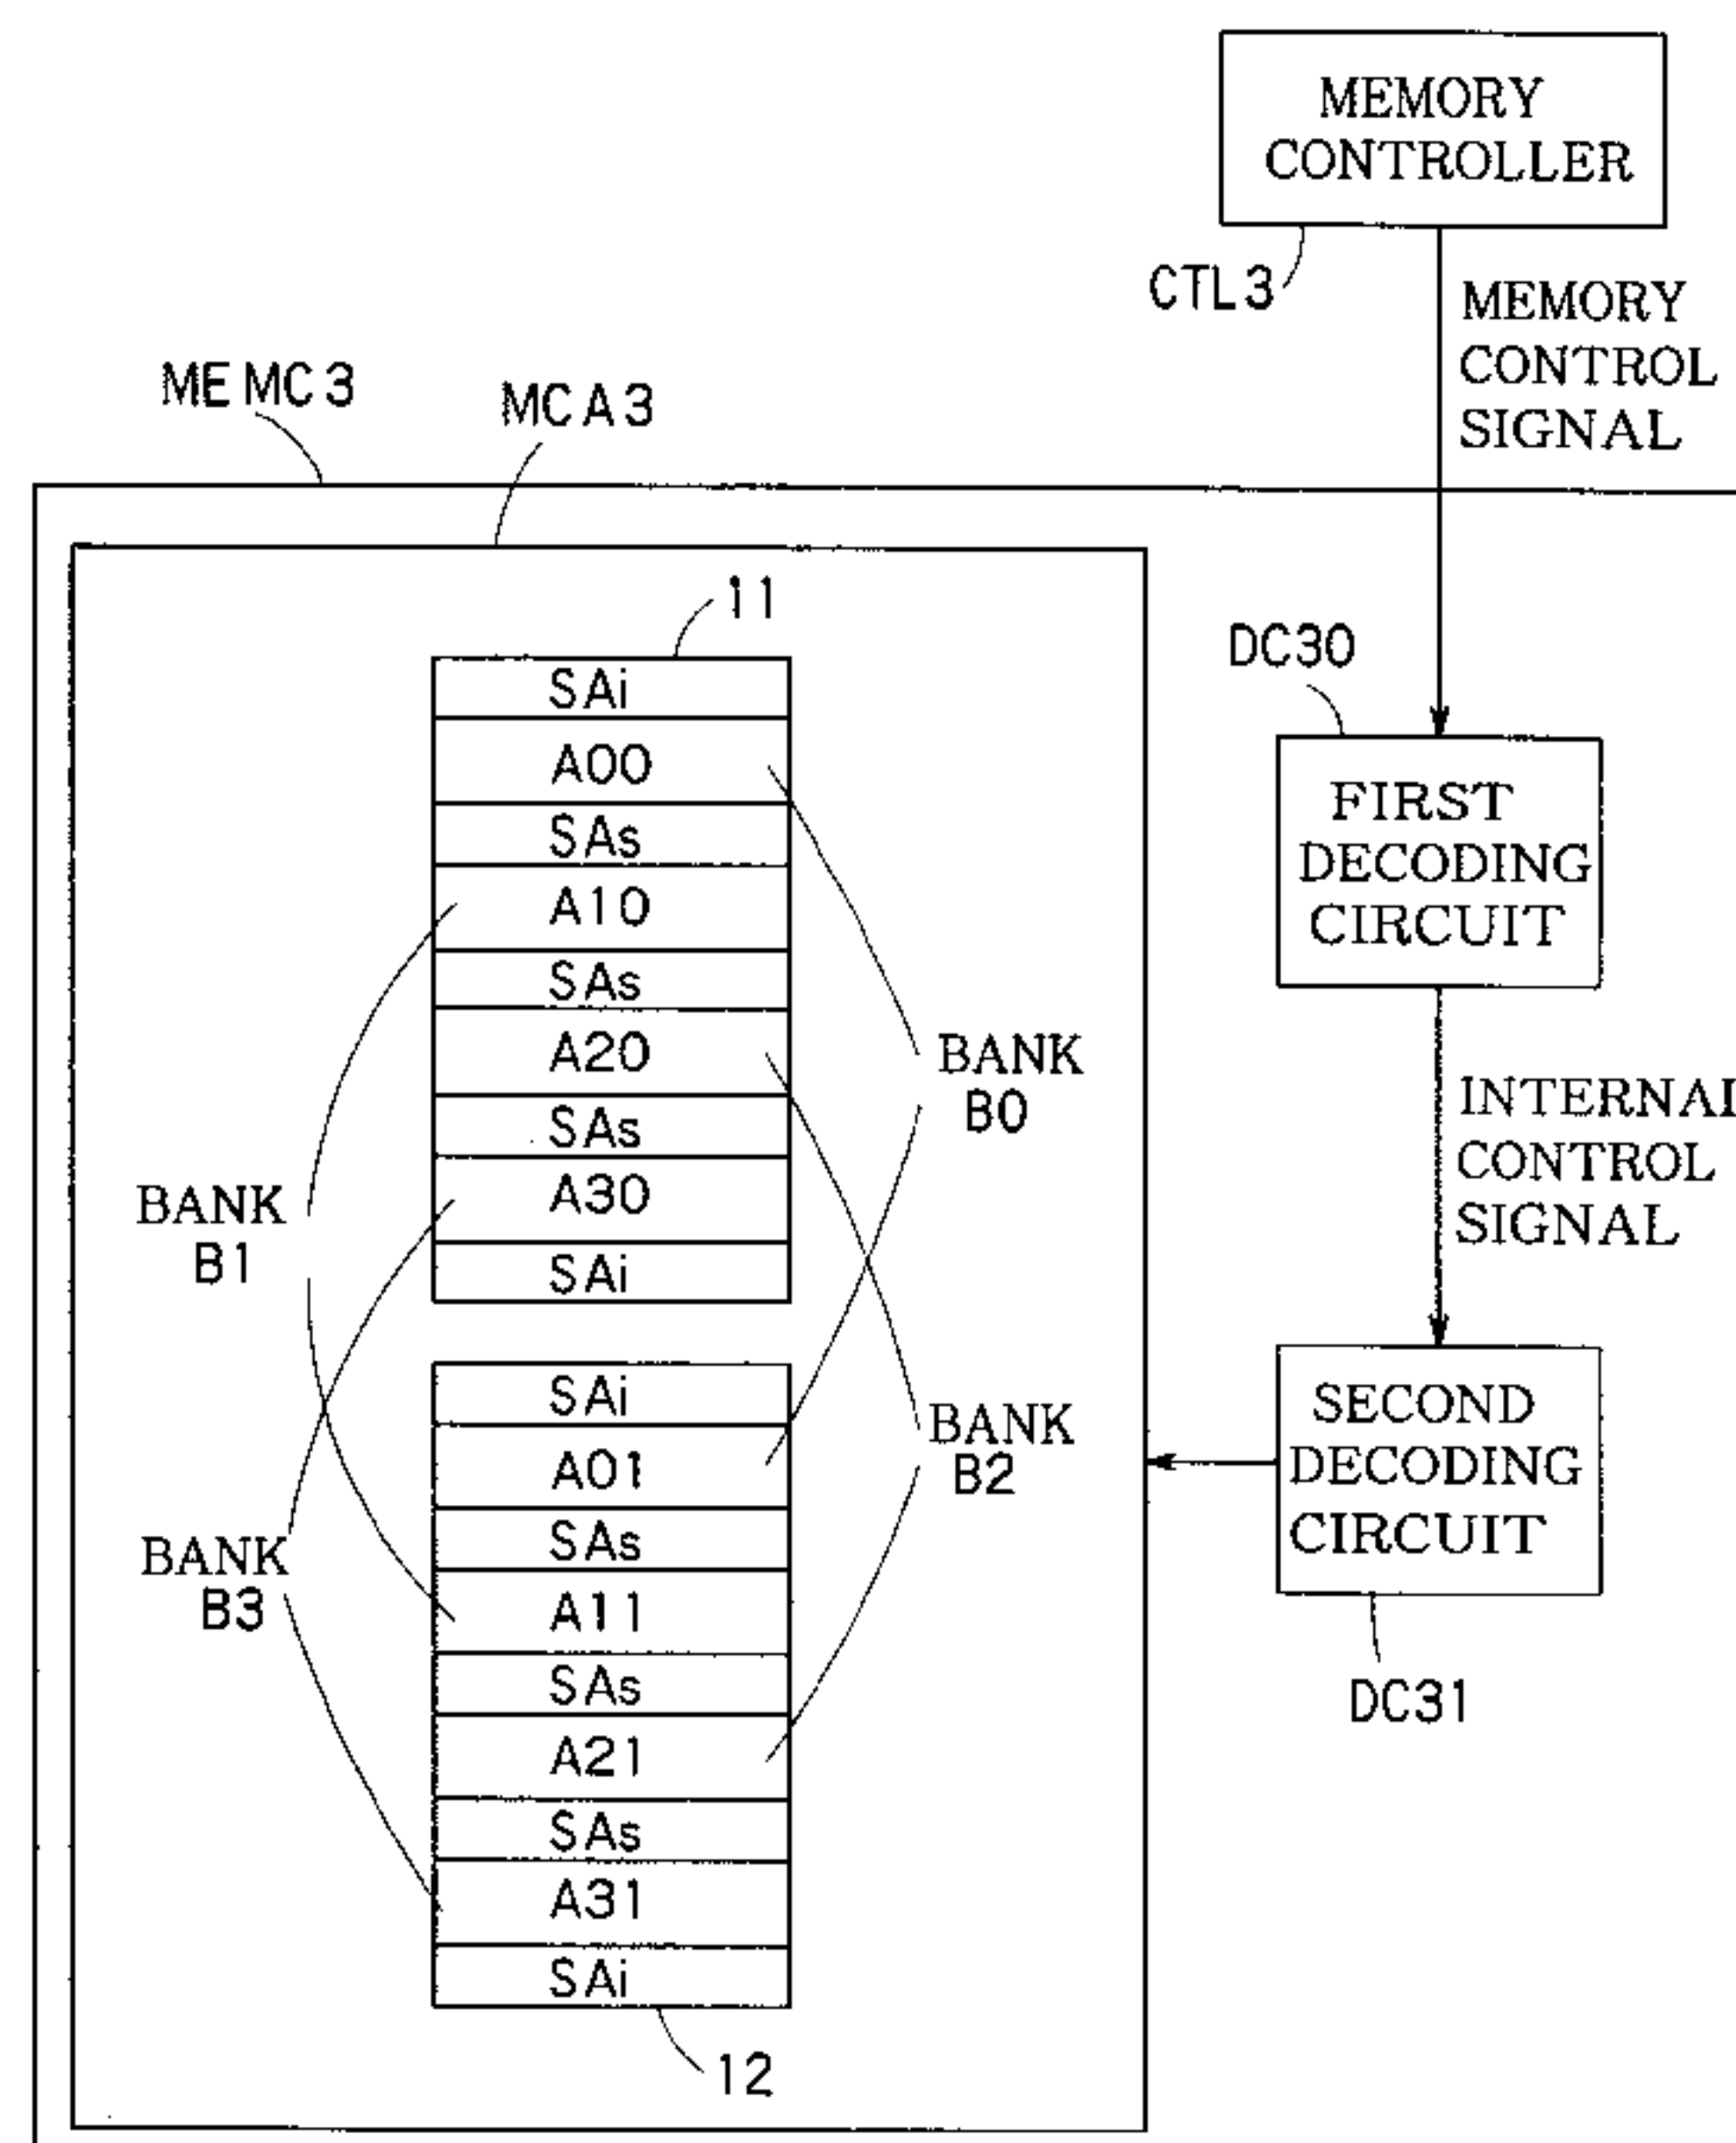 MEMORY
CONTROLLER
CTL3
MEMORY
CONTROL
SIGNAL
MEMC3
MCA3
11
SAi
A00
SAs
A10
SAs
A20
SAs
A30
SAi
BANK
B0
BANK
B1
DC30
FIRST
DECODING
CIRCUIT
INTERNAL
CONTROL
SIGNAL
SAi
A01
SAs
A11
SAs
A21
SAs
A31
SAi
12
BANK
B2
BANK
B3
SECOND
DECODING
CIRCUIT
DC31